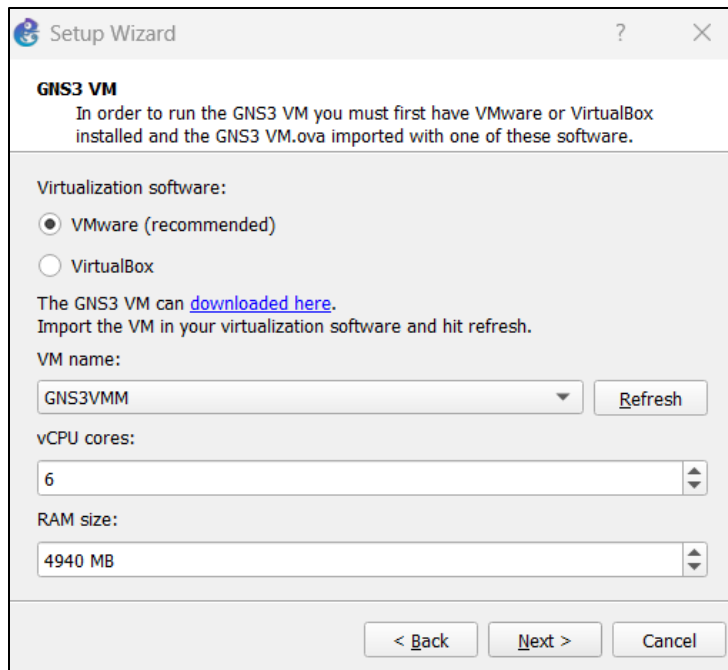 Setup Wizard ?
GNS3 VM
In order to run the GNS3 VM you must first have VMware or VirtualBox
installed and the GNS3 VM.ova imported with one of these software.
Virtualization software:
VMware (recommended)
VirtualBox
The GNS3 VM can downloaded here.
Import the VM in your virtualization software and hit refresh.
VM name:
GNS3VMM Refresh
vCPU cores:
6
RAM size:
4940 MB
< Back Next > Cancel